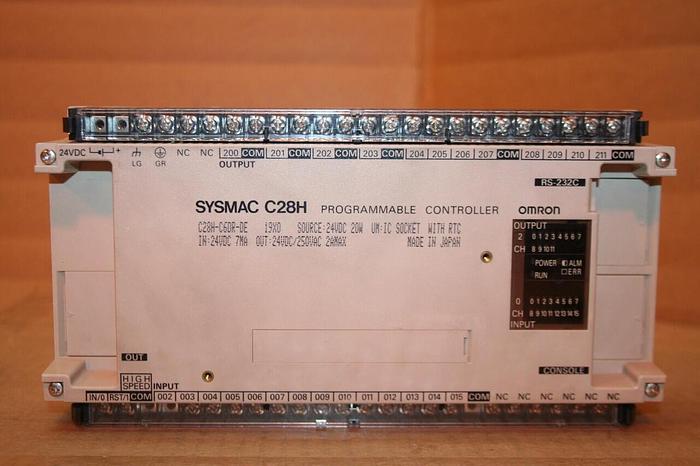 24VDC - + LG GR NC NC 200 COM 201 COM 202 COM 203 COM 204 205 206 207 COM 208 209 210 211 COM
OUTPUT
RS-232C
SYSMAC C28H PROGRAMMABLE CONTROLLER OMRON
C28H-C6DR-DE 19X0 SOURCE:24VDC 20W UM:IC SOCKET WITH RTC
IN:24VDC 7MA OUT:24VDC/250VAC 2AMAX MADE IN JAPAN
OUTPUT
2 0 1 2 3 4 5 6 7
CH 8 9 10 11
POWER ALM
RUN ERR
0 0 1 2 3 4 5 6 7
CH 8 9 10 11 12 13 14 15
INPUT
OUT
CONSOLE
HIGH
SPEED INPUT
IN/0 RST/1 COM 002 003 004 005 006 007 008 009 010 011 012 013 014 015 COM NC NC NC NC NC NC